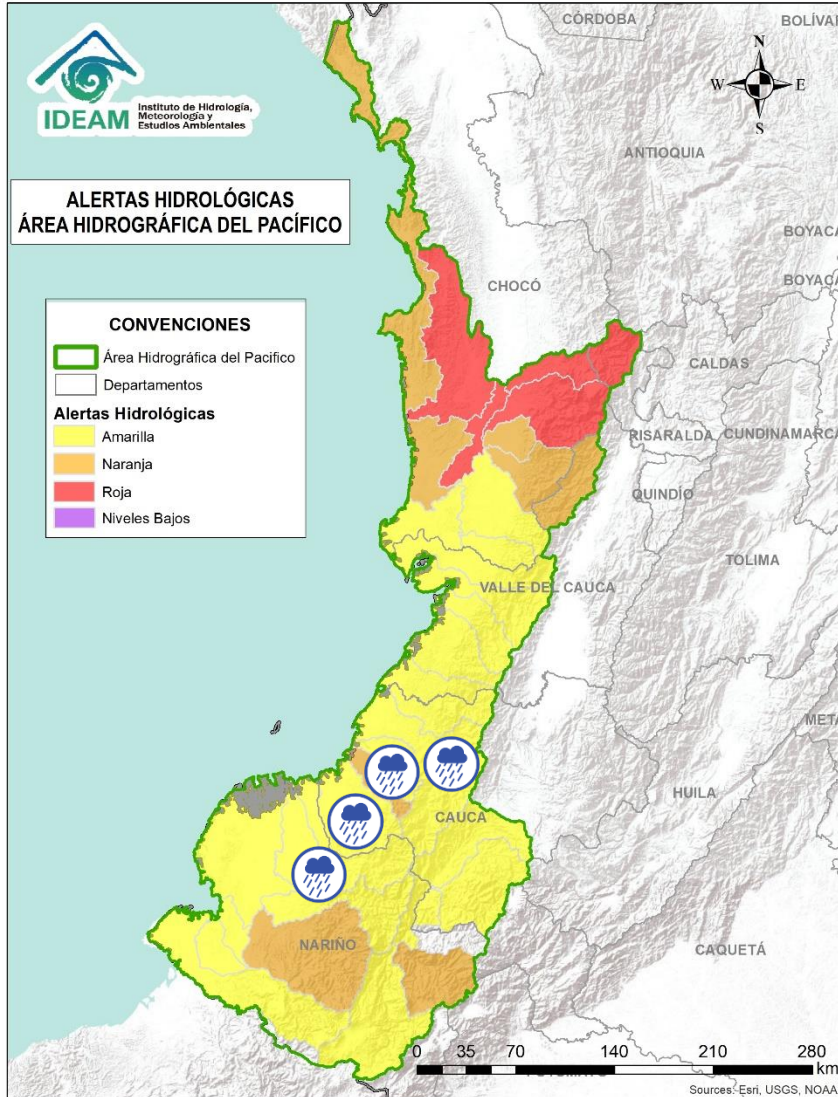 CÓRDOBA
BOLÍVAR
IDEAM
Instituto de Hidrología,
Meteorología y
Estudios Ambientales
N
W
E
S
ANTIOQUIA
ALERTAS HIDROLÓGICAS
ÁREA HIDROGRÁFICA DEL PACÍFICO
BOYACÁ
BOYACÁ
CHOCÓ
CONVENCIONES
Área Hidrográfica del Pacifico
Departamentos
Alertas Hidrológicas
Amarilla
Naranja
Roja
Niveles Bajos
CALDAS
RISARALDA
CUNDINAMARCA
QUINDÍO
TOLIMA
VALLE DEL CAUCA
META
HUILA
CAUCA
NARIÑO
CAQUETÁ
0 35 70 140 210 280
km
Sources: Esri, USGS, NOAA